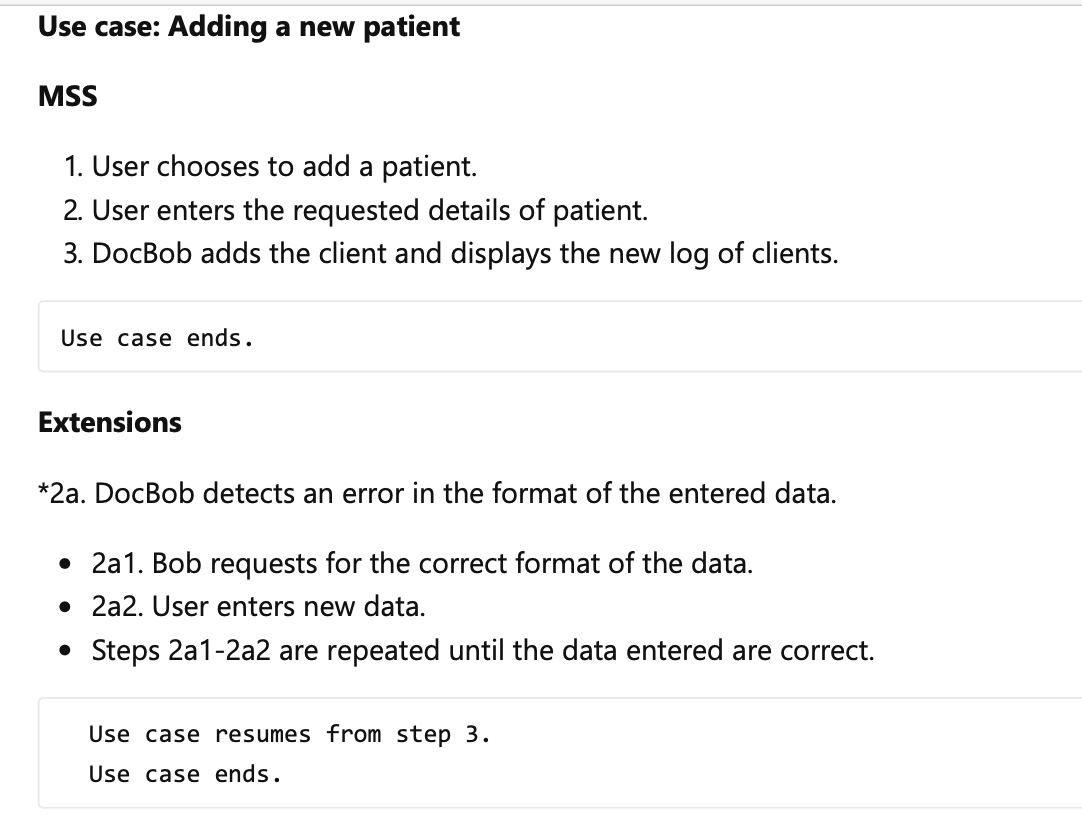 Use case: Adding a new patient
MSS
1. User chooses to add a patient.
2. User enters the requested details of patient.
3. DocBob adds the client and displays the new log of clients.
Use case ends.
Extensions
*2a. DocBob detects an error in the format of the entered data.
• 2a1. Bob requests for the correct format of the data.
• 2a2. User enters new data.
• Steps 2a1-2a2 are repeated until the data entered are correct.
Use case resumes from step 3.
Use case ends.